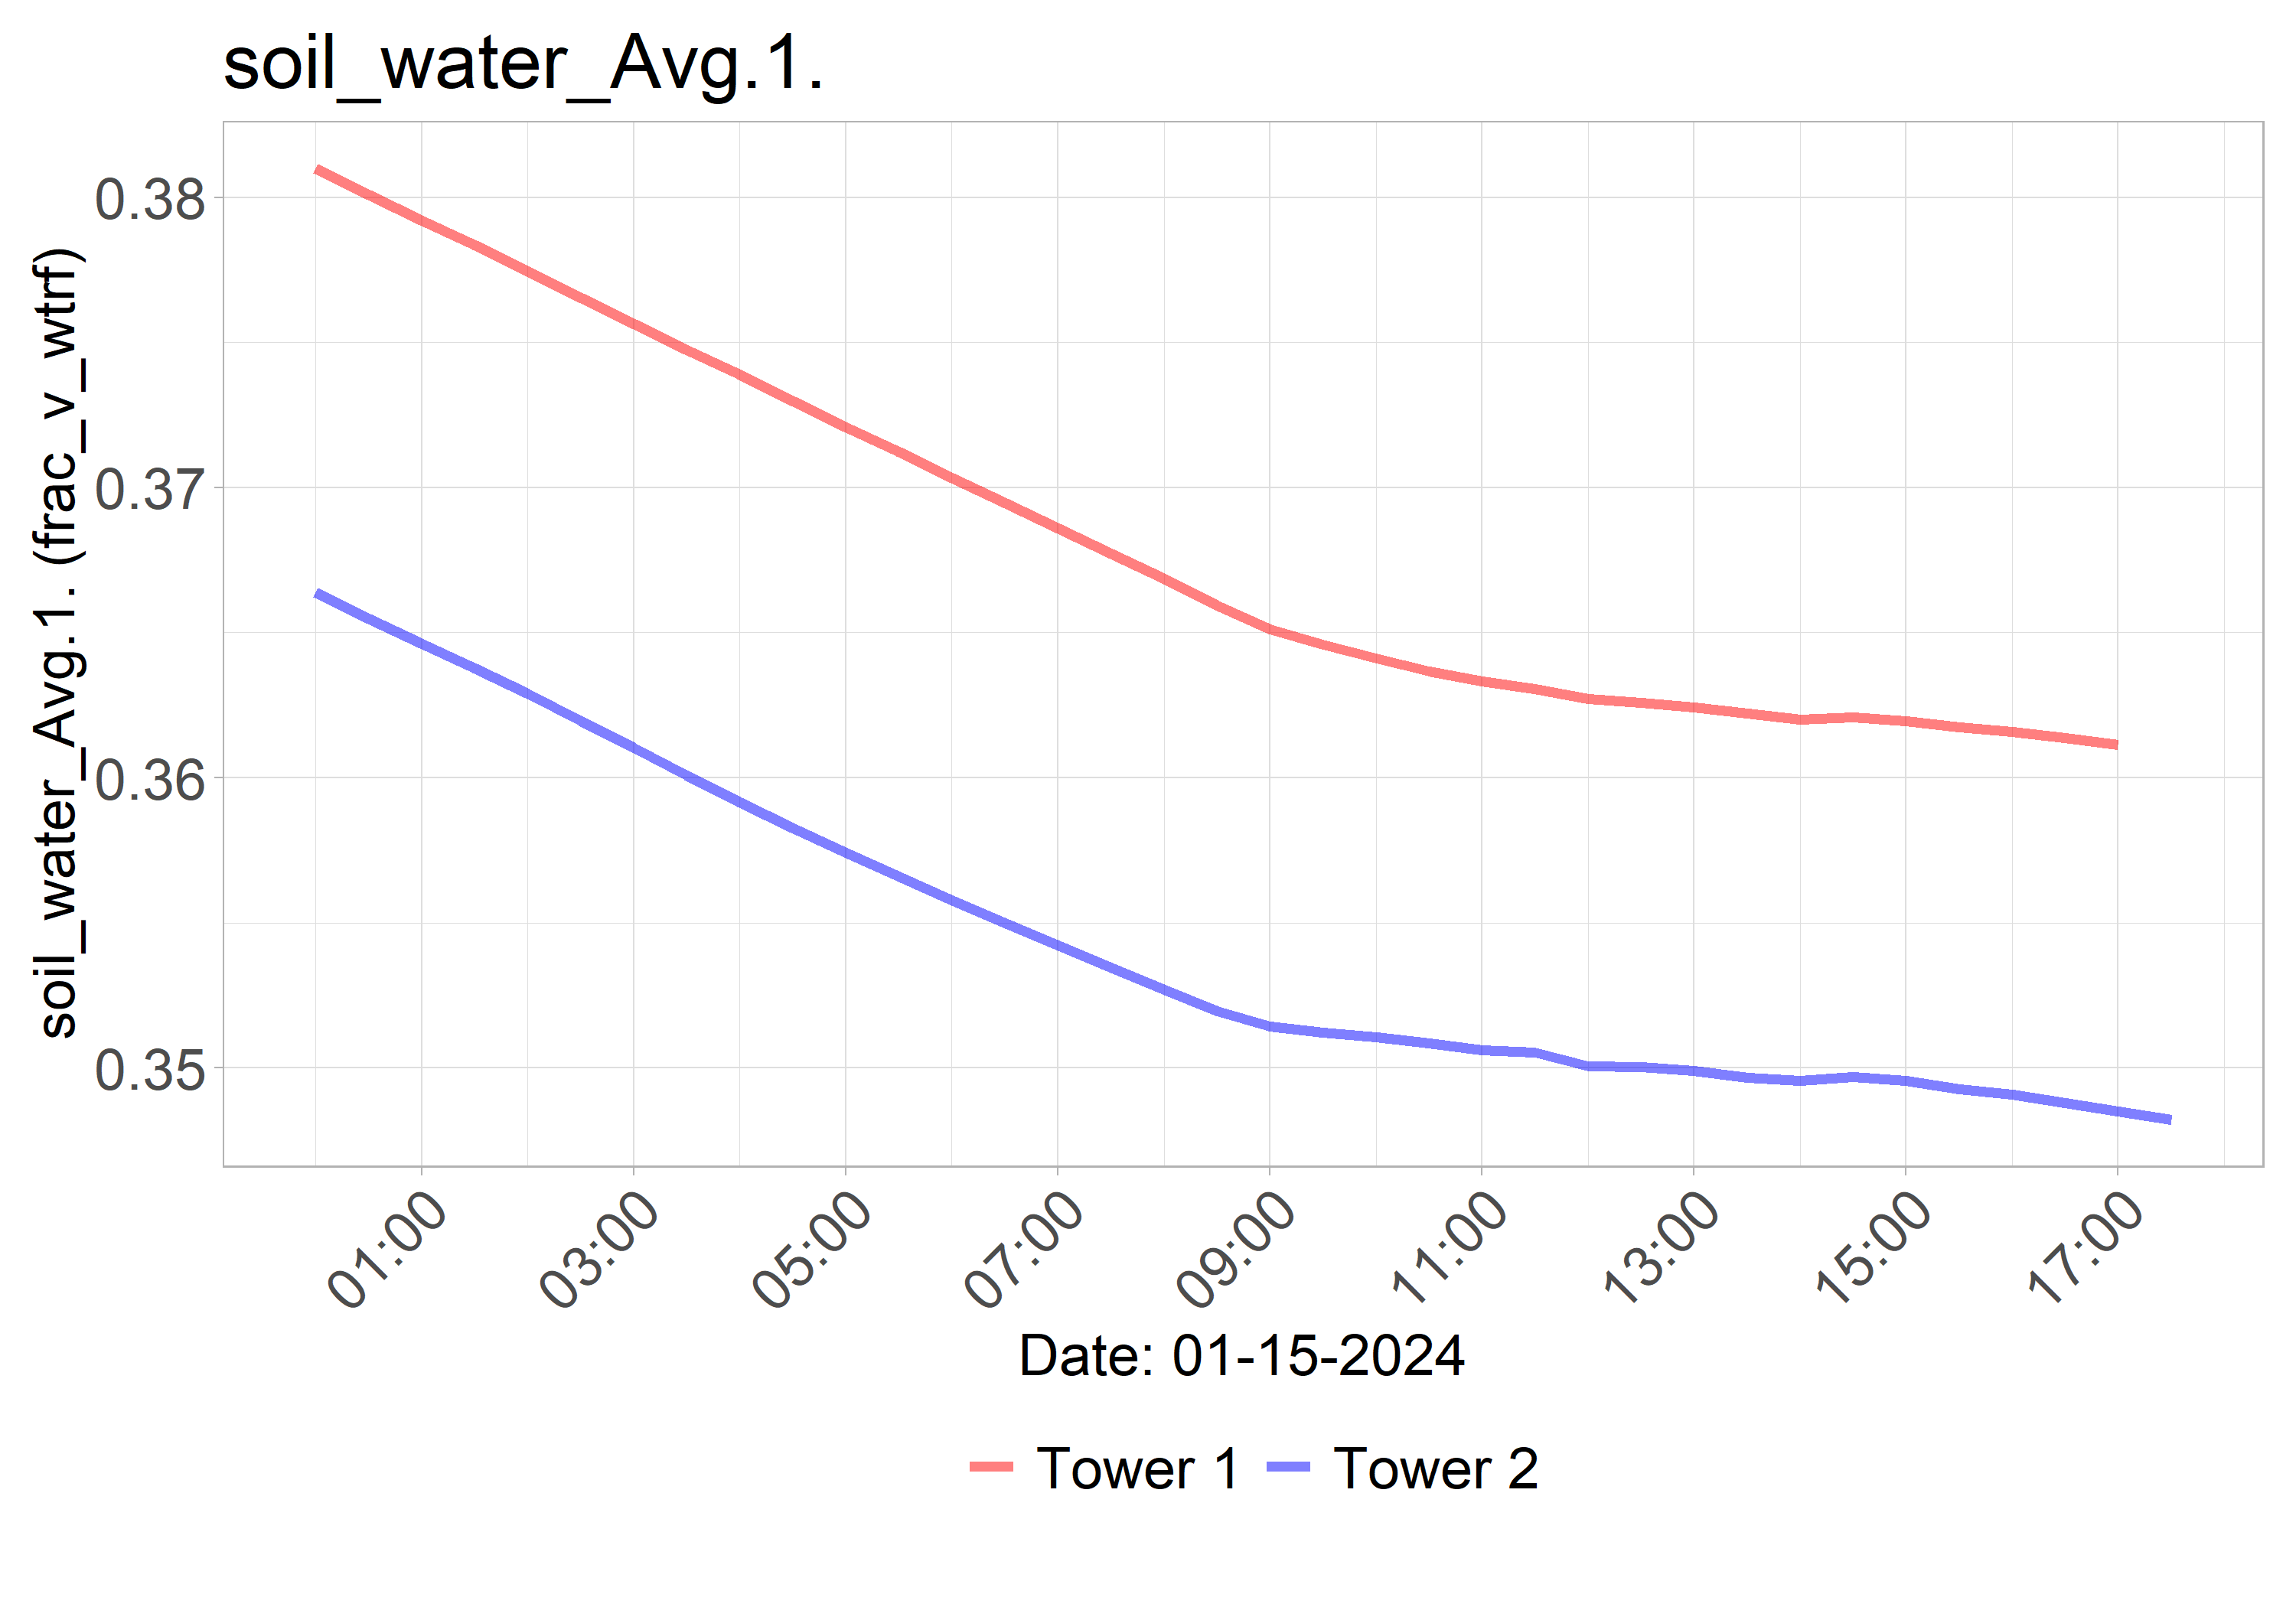 soil_water_Avg.1.
soil_water_Avg.1. (frac_v_wtrf)
0.38
0.37
0.36
0.35
01:00
03:00
05:00
07:00
09:00
11:00
13:00
15:00
17:00
Date: 01-15-2024
Tower 1
Tower 2